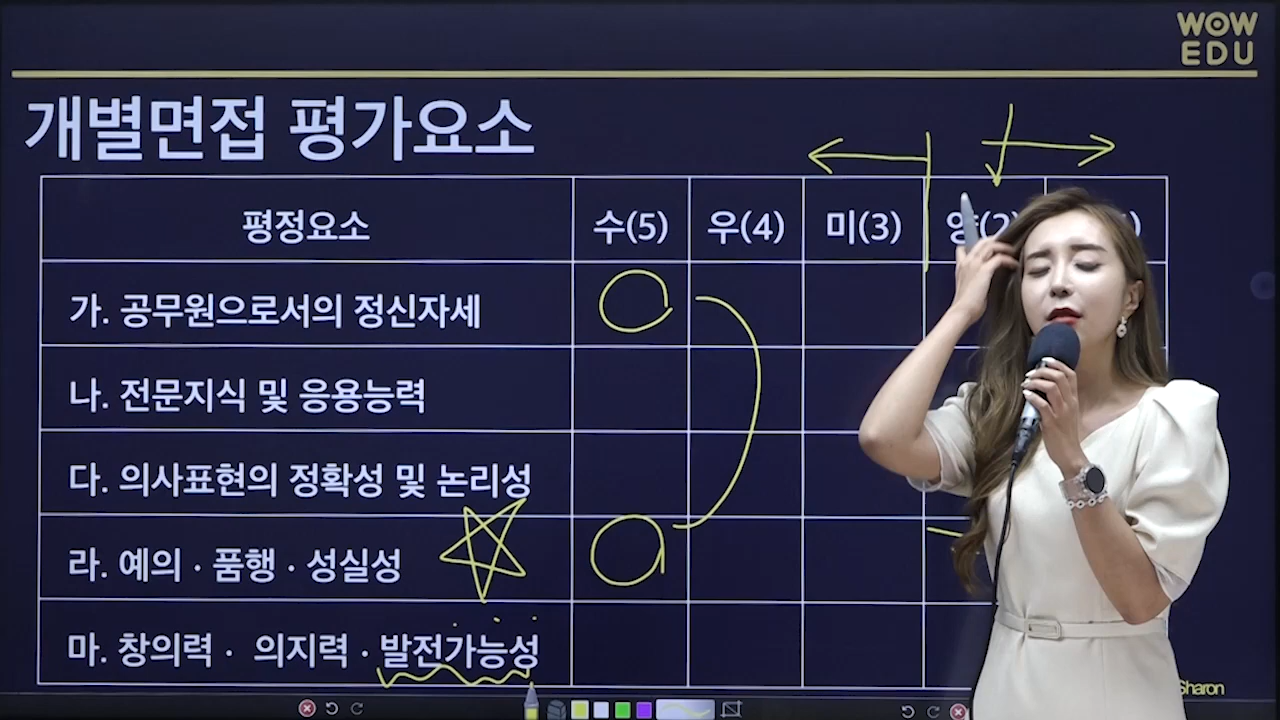 WOW
EDU
개별면접 평가요소
평정요소 수(5) 우(4) 미(3) 양(2)
가. 공무원으로서의 정신자세
나. 전문지식 및 응용능력
다. 의사표현의 정확성 및 논리성
라. 예의 · 품행 · 성실성
마. 창의력 · 의지력 · 발전가능성
Sharon